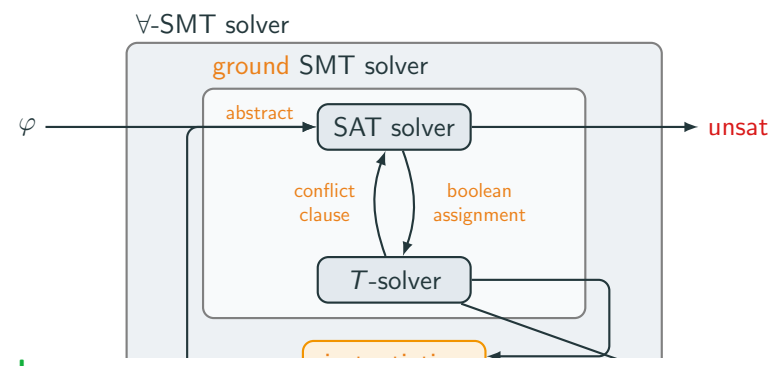 ∀-SMT solver
ground SMT solver
φ
abstract
SAT solver
unsat
conflict
clause
boolean
assignment
T-solver